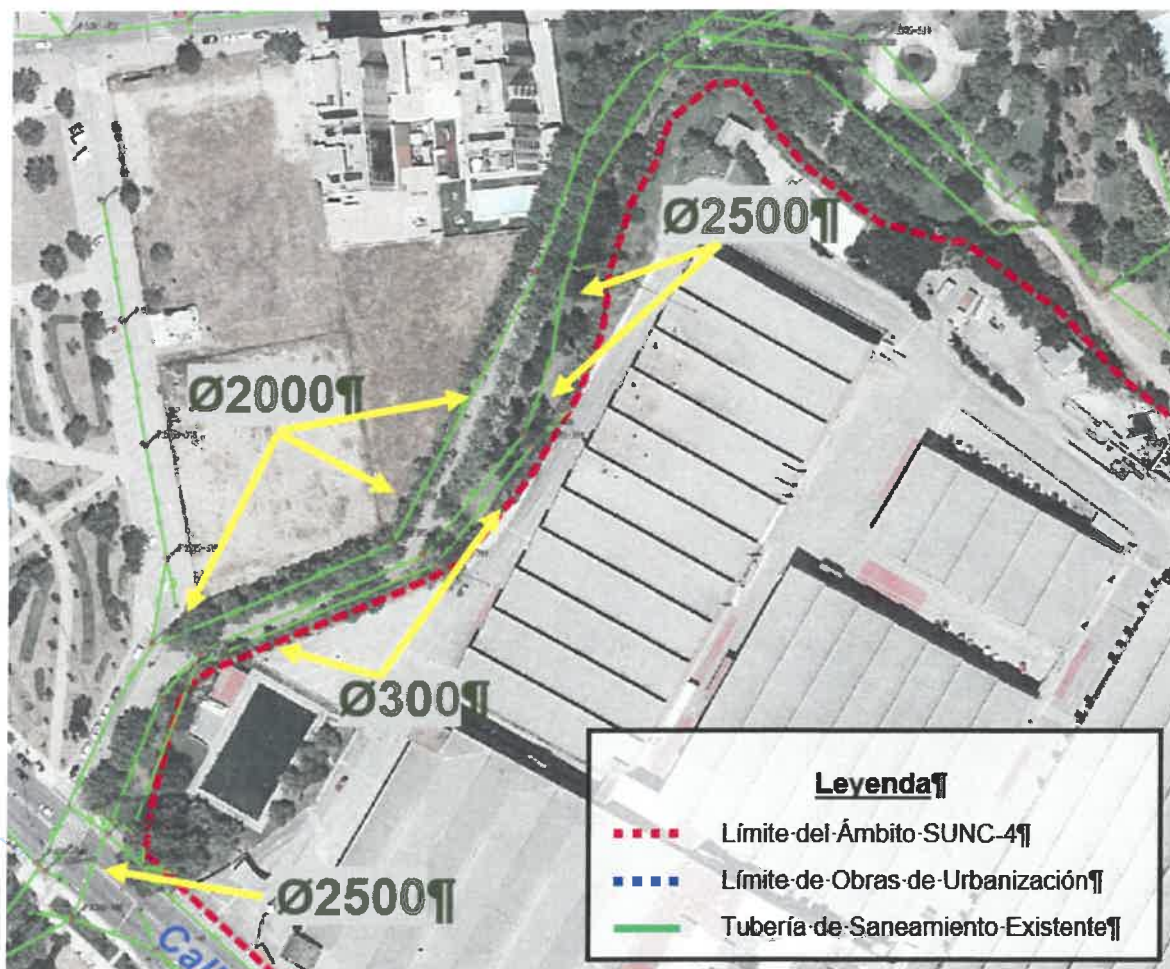 Ø2500¶
Ø2000¶
Ø300¶
Ø2500¶
Leyenda¶
Límite·del·Ámbito·SUNC-4¶
Límite·de·Obras·de·Urbanización¶
Tubería·de·Saneamiento·Existente¶